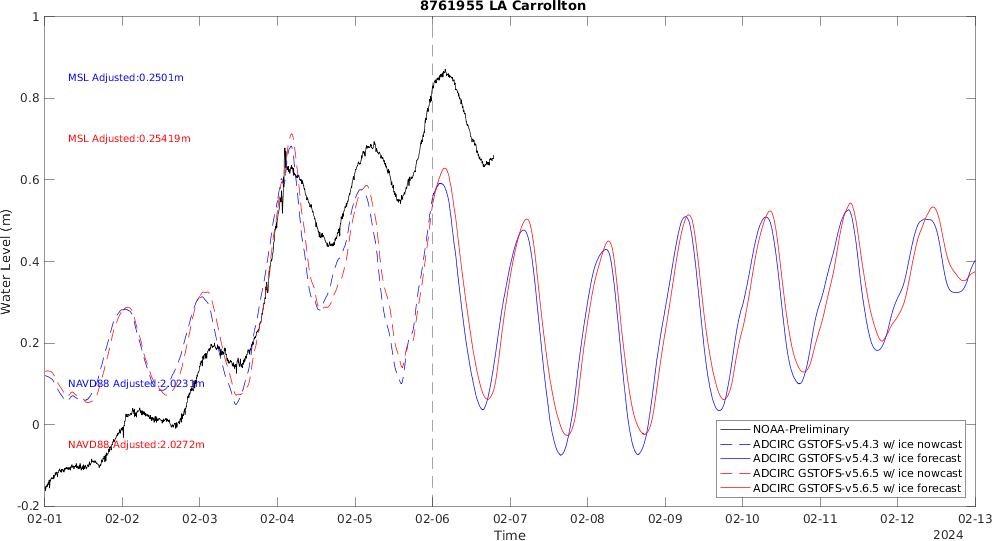 8761955 LA Carrollton
1
0.8
0.6
0.4
0.2
0
-0.2
Water Level (m)
MSL Adjusted:0.2501m
MSL Adjusted:0.25419m
NAVD88 Adjusted:2.0231m
NAVD88 Adjusted:2.0272m
NOAA-Preliminary
ADCIRC GSTOFS-v5.4.3 w/ ice nowcast
ADCIRC GSTOFS-v5.4.3 w/ ice forecast
ADCIRC GSTOFS-v5.6.5 w/ ice nowcast
ADCIRC GSTOFS-v5.6.5 w/ ice forecast
02-01 02-02 02-03 02-04 02-05 02-06 02-07 02-08 02-09 02-10 02-11 02-12 02-13
Time
2024